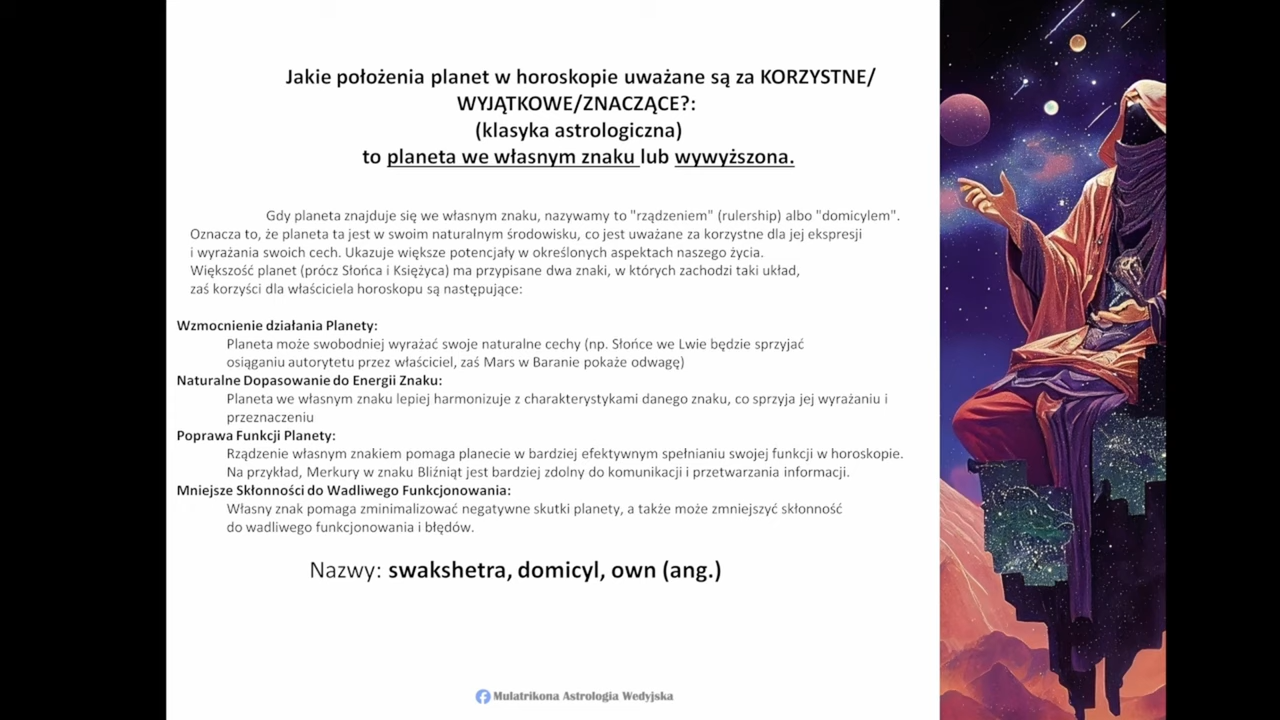 Jakie położenia planet w horoskopie uważane są za KORZYSTNE/
WYJĄTKOWE/ZNACZĄCE?:
(klasyka astrologiczna)
to planeta we własnym znaku lub wywyższona.
Gdy planeta znajduje się we własnym znaku, nazywamy to "rządzeniem" (rulership) albo "domicylem".
Oznacza to, że planeta ta jest w swoim naturalnym środowisku, co jest uważane za korzystne dla jej ekspresji
i wyrażania swoich cech. Ukazuje większe potencjały w określonych aspektach naszego życia.
Większość planet (prócz Słońca i Księżyca) ma przypisane dwa znaki, w których zachodzi taki układ,
zaś korzyści dla właściciela horoskopu są następujące:
Wzmocnienie działania Planety:
Planeta może swobodniej wyrażać swoje naturalne cechy (np. Słońce we Lwie będzie sprzyjać
osiąganiu autorytetu przez właściciel, zaś Mars w Baranie pokaże odwagę)
Naturalne Dopasowanie do Energii Znaku:
Planeta we własnym znaku lepiej harmonizuje z charakterystykami danego znaku, co sprzyja jej wyrażaniu i
przeznaczeniu
Poprawa Funkcji Planety:
Rządzenie własnym znakiem pomaga planecie w bardziej efektywnym spełnianiu swojej funkcji w horoskopie.
Na przykład, Merkury w znaku Bliźniąt jest bardziej zdolny do komunikacji i przetwarzania informacji.
Mniejsze Skłonności do Wadliwego Funkcjonowania:
Własny znak pomaga zminimalizować negatywne skutki planety, a także może zmniejszyć skłonność
do wadliwego funkcjonowania i błędów.
Nazwy: swakshetra, domicyl, own (ang.)
Mulatrikona Astrologia Wedyjska